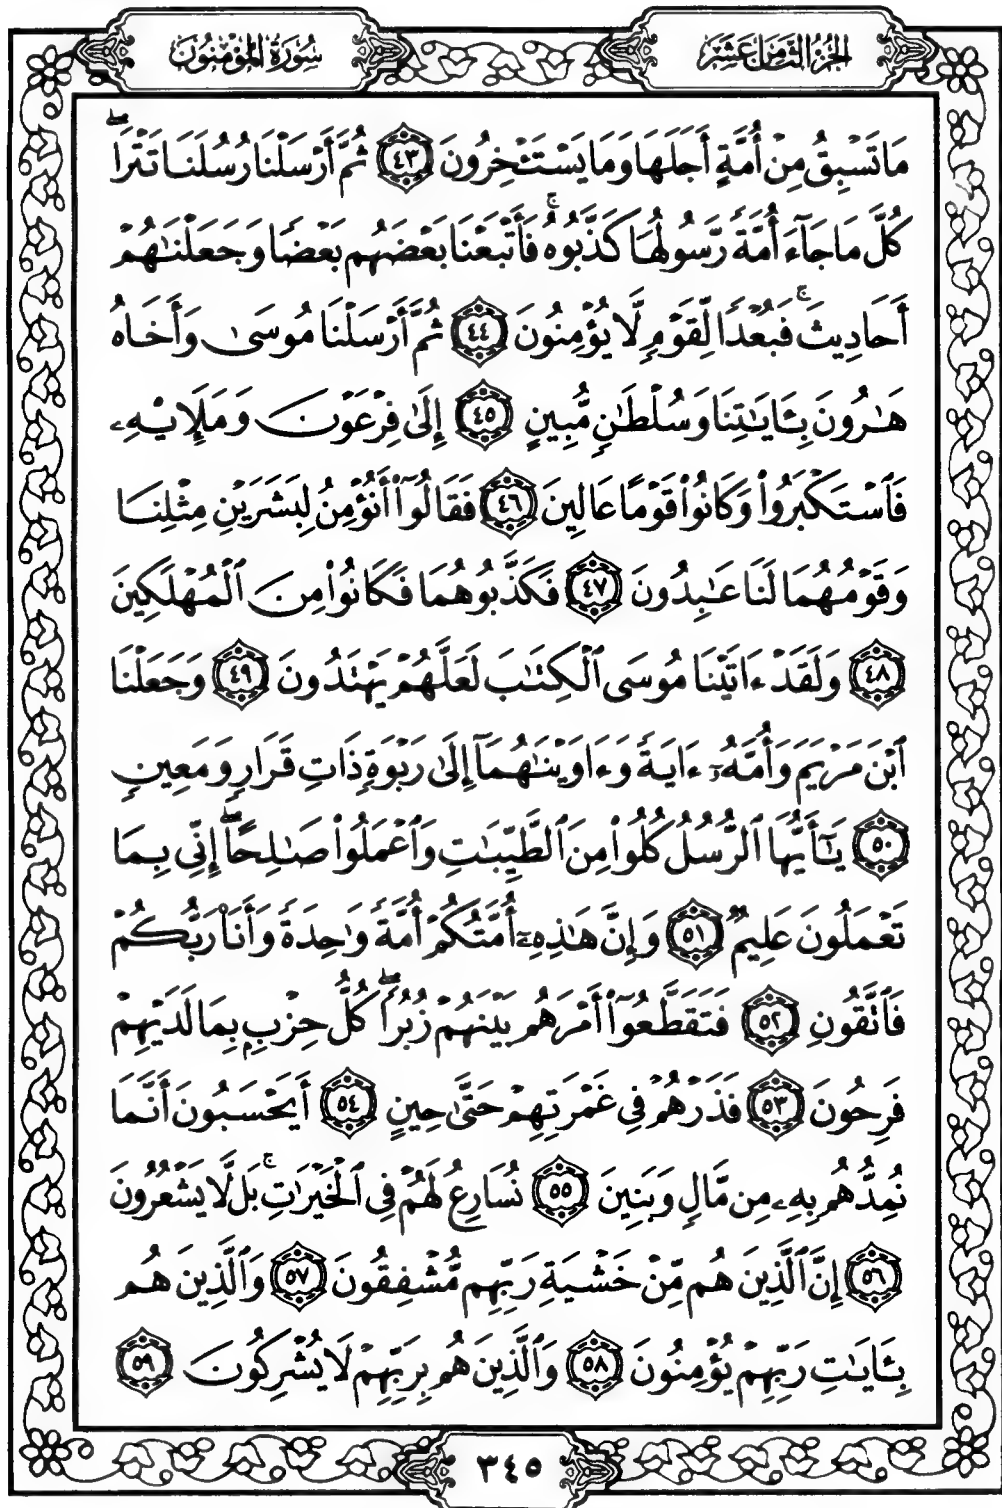 الجزء الثامن عشر
سورة المؤمنون
مَا تَسْبِقُ مِنْ أُمَّةٍ أَجَلَهَا وَمَا يَسْتَـْٔخِرُونَ ٤٣ ثُمَّ أَرْسَلْنَا رُسُلَنَا تَتْرَاۖ
كُلَّ مَا جَآءَ أُمَّةً رَّسُولُهَا كَذَّبُوهُۚ فَأَتْبَعْنَا بَعْضَهُم بَعْضًا وَجَعَلْنَٰهُمْ
أَحَادِيثَۚ فَبُعْدًا لِّقَوْمٍ لَّا يُؤْمِنُونَ ٤٤ ثُمَّ أَرْسَلْنَا مُوسَىٰ وَأَخَاهُ
هَٰرُونَ بِـَٔايَٰتِنَا وَسُلْطَٰنٍ مُّبِينٍ ٤٥ إِلَىٰ فِرْعَوْنَ وَمَلَإِي۟هِۦ
فَٱسْتَكْبَرُوا۟ وَكَانُوا۟ قَوْمًا عَالِينَ ٤٦ فَقَالُوٓا۟ أَنُؤْمِنُ لِبَشَرَيْنِ مِثْلِنَا
وَقَوْمُهُمَا لَنَا عَٰبِدُونَ ٤٧ فَكَذَّبُوهُمَا فَكَانُوا۟ مِنَ ٱلْمُهْلَكِينَ
٤٨ وَلَقَدْ ءَاتَيْنَا مُوسَى ٱلْكِتَٰبَ لَعَلَّهُمْ يَهْتَدُونَ ٤٩ وَجَعَلْنَا
ٱبْنَ مَرْيَمَ وَأُمَّهُۥٓ ءَايَةً وَءَاوَيْنَٰهُمَآ إِلَىٰ رَبْوَةٍ ذَاتِ قَرَارٍ وَمَعِينٍ
٥٠ يَٰٓأَيُّهَا ٱلرُّسُلُ كُلُوا۟ مِنَ ٱلطَّيِّبَٰتِ وَٱعْمَلُوا۟ صَٰلِحًاۖ إِنِّى بِمَا
تَعْمَلُونَ عَلِيمٌ ٥١ وَإِنَّ هَٰذِهِۦٓ أُمَّتُكُمْ أُمَّةً وَٰحِدَةً وَأَنَا۠ رَبُّكُمْ
فَٱتَّقُونِ ٥٢ فَتَقَطَّعُوٓا۟ أَمْرَهُم بَيْنَهُمْ زُبُرًاۖ كُلُّ حِزْبٍۭ بِمَا لَدَيْهِمْ
فَرِحُونَ ٥٣ فَذَرْهُمْ فِى غَمْرَتِهِمْ حَتَّىٰ حِينٍ ٥٤ أَيَحْسَبُونَ أَنَّمَا
نُمِدُّهُم بِهِۦ مِن مَّالٍ وَبَنِينَ ٥٥ نُسَارِعُ لَهُمْ فِى ٱلْخَيْرَٰتِۚ بَل لَّا يَشْعُرُونَ
٥٦ إِنَّ ٱلَّذِينَ هُم مِّنْ خَشْيَةِ رَبِّهِم مُّشْفِقُونَ ٥٧ وَٱلَّذِينَ هُم
بِـَٔايَٰتِ رَبِّهِمْ يُؤْمِنُونَ ٥٨ وَٱلَّذِينَ هُم بِرَبِّهِمْ لَا يُشْرِكُونَ ٥٩
٣٤٥